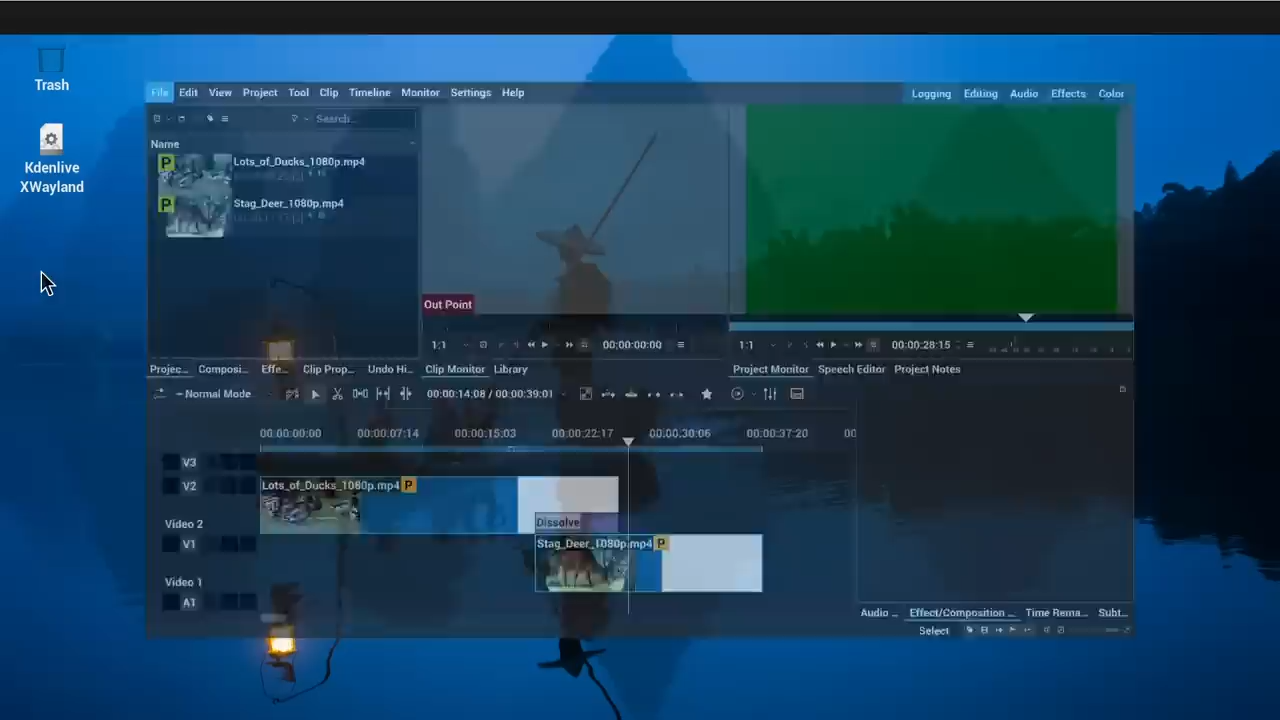 Trash
Kdenlive
XWayland
File Edit View Project Tool Clip Timeline Monitor Settings Help
Logging Editing Audio Effects Color
Search...
Name
P Lots_of_Ducks_1080p.mp4
P Stag_Deer_1080p.mp4
Out Point
1:1 00:00:00:00
1:1 00:00:28:15
Projec... Composi... Effe... Clip Prop... Undo Hi...
Clip Monitor Library
Project Monitor Speech Editor Project Notes
Normal Mode 00:00:14:08 / 00:00:39:01
00:00:00:00 00:00:07:14 00:00:15:03 00:00:22:17 00:00:30:06 00:00:37:20 00
V3
V2
Lots_of_Ducks_1080p.mp4 P
Video 2
Dissolve
V1
Stag_Deer_1080p.mp4 P
Video 1
A1
Audio ... Effect/Composition ... Time Rema... Subt...
Select